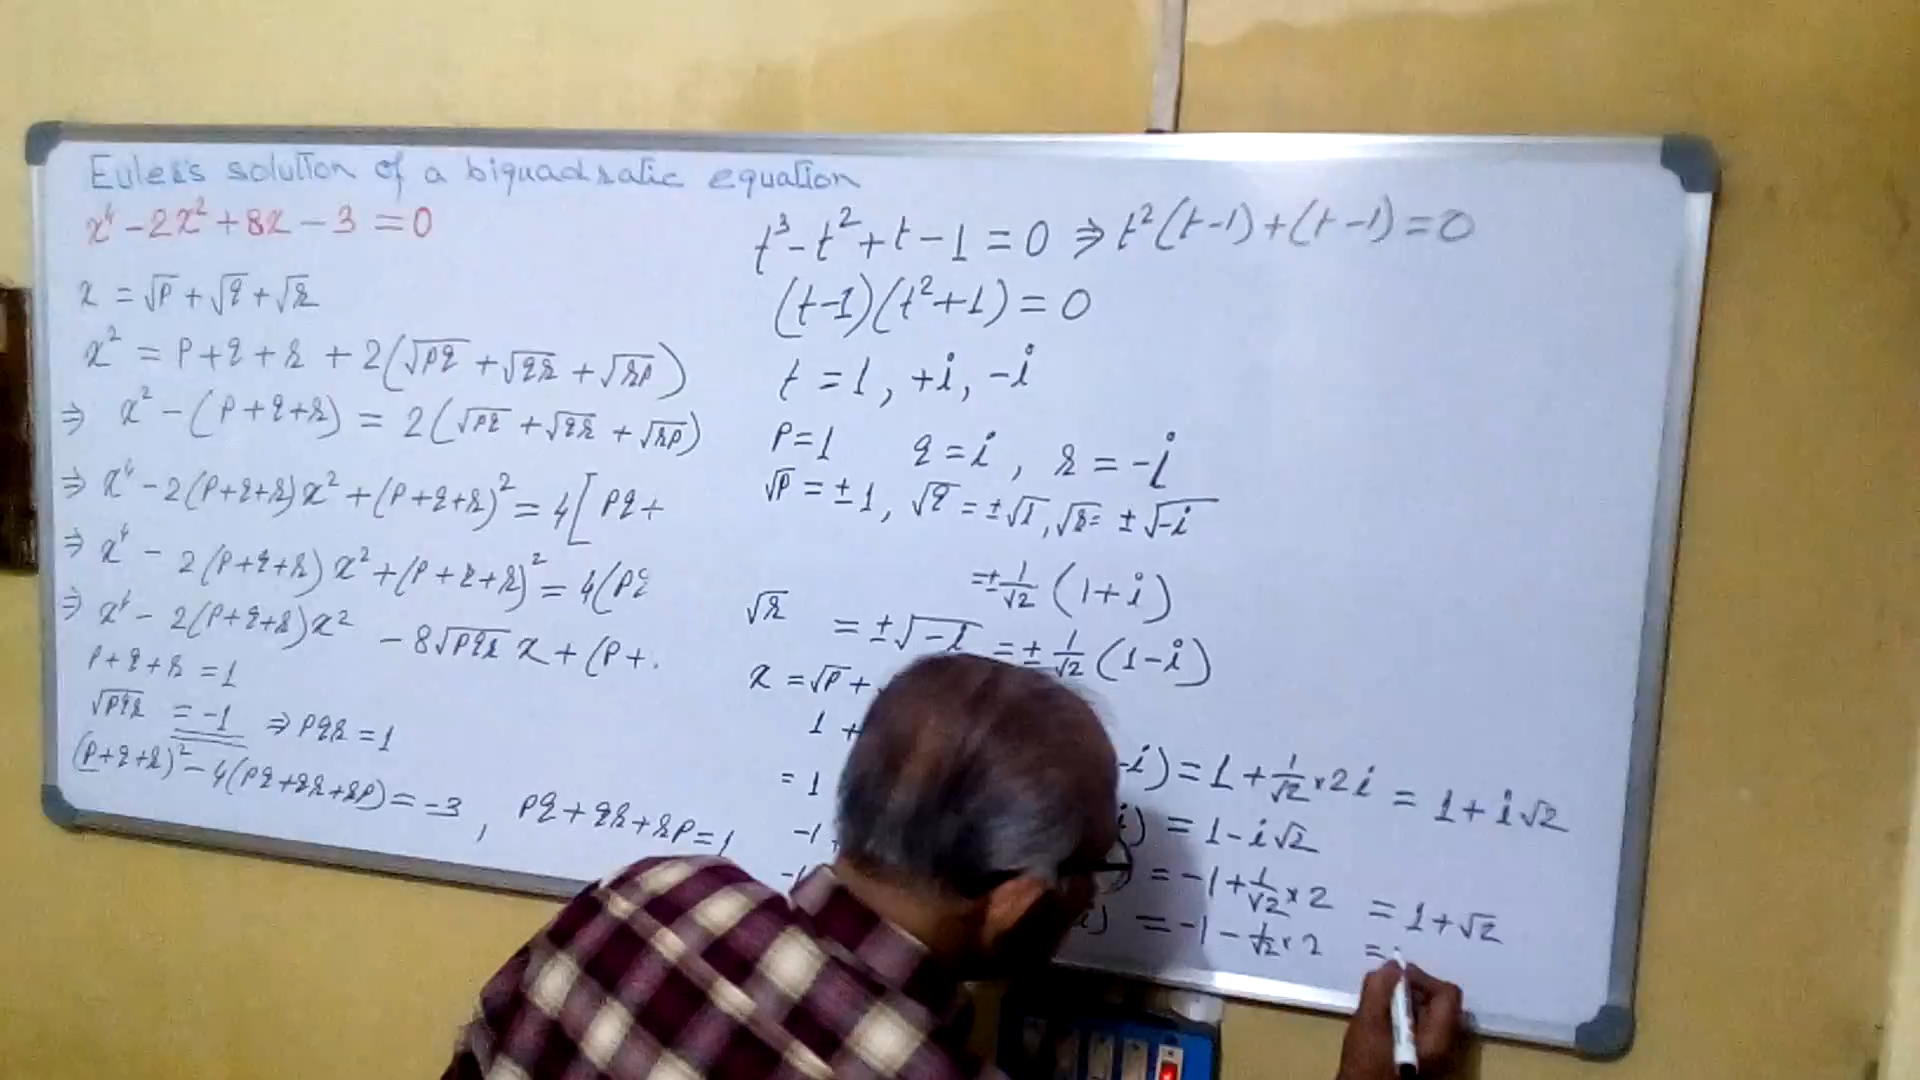 Euler's solution of a biquadratic equation
x⁴ - 2x² + 8x - 3 = 0
x = √p + √q + √r
x² = p + q + r + 2(√pq + √qr + √rp)
⇒ x² - (p + q + r) = 2(√pq + √qr + √rp)
⇒ x⁴ - 2(p+q+r)x² + (p+q+r)² = 4[pq +
⇒ x⁴ - 2(p+q+r)x² + (p+q+r)² = 4(pq
⇒ x⁴ - 2(p+q+r)x² - 8√pqr x + (p + .
p + q + r = 1
√pqr = -1 ⇒ pqr = 1
(p+q+r)² - 4(pq+qr+rp) = -3 , pq + qr + rp = 1
t³ - t² + t - 1 = 0 ⇒ t²(t-1) + (t-1) = 0
(t-1)(t²+1) = 0
t = 1, +i, -i
p = 1 q = i , r = -i
√p = ±1, √q = ±√i, √r = ±√-i
= ± 1/√2 (1+i)
√r = ±√-i = ± 1/√2 (1-i)
x = √p +
1 + -i) = 1 + 1/√2 × 2i = 1 + i√2
= 1 i) = 1 - i√2
-1 = -1 + 1/√2 × 2 = 1 + √2
-1 i) = -1 - 1/√2 × 2 =